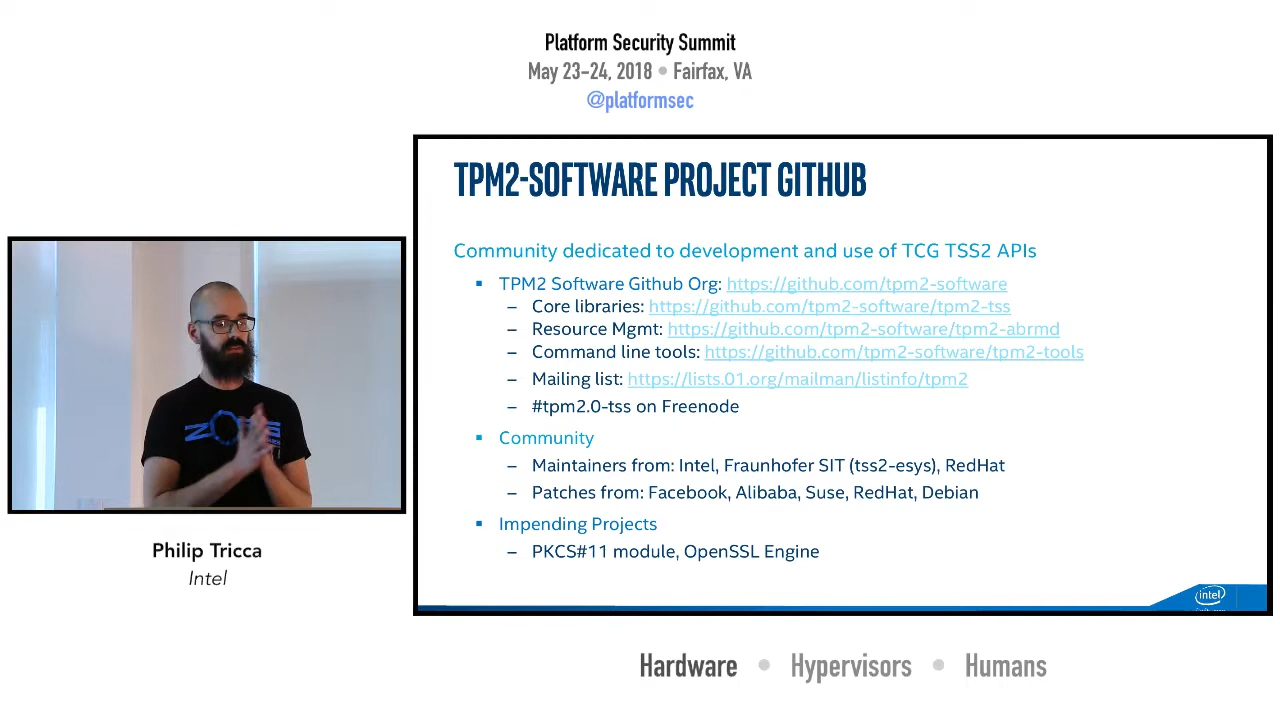 Platform Security Summit
May 23-24, 2018 • Fairfax, VA
@platformsec
TPM2-SOFTWARE PROJECT GITHUB
Community dedicated to development and use of TCG TSS2 APIs
▪ TPM2 Software Github Org: https://github.com/tpm2-software
– Core libraries: https://github.com/tpm2-software/tpm2-tss
– Resource Mgmt: https://github.com/tpm2-software/tpm2-abrmd
– Command line tools: https://github.com/tpm2-software/tpm2-tools
– Mailing list: https://lists.01.org/mailman/listinfo/tpm2
– #tpm2.0-tss on Freenode
▪ Community
– Maintainers from: Intel, Fraunhofer SIT (tss2-esys), RedHat
– Patches from: Facebook, Alibaba, Suse, RedHat, Debian
▪ Impending Projects
– PKCS#11 module, OpenSSL Engine
intel
Philip Tricca
Intel
Hardware • Hypervisors • Humans